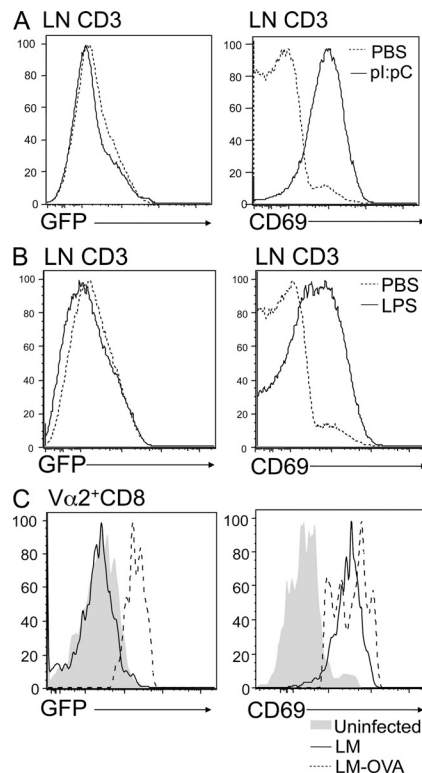 A
LN CD3
LN CD3
100
80
60
40
20
0
GFP
100
80
60
40
20
0
CD69
PBS
pI:pC
B
LN CD3
LN CD3
100
80
60
40
20
0
GFP
100
80
60
40
20
0
CD69
PBS
LPS
C
Vα2+CD8
100
80
60
40
20
0
GFP
100
80
60
40
20
0
CD69
Uninfected
LM
LM-OVA